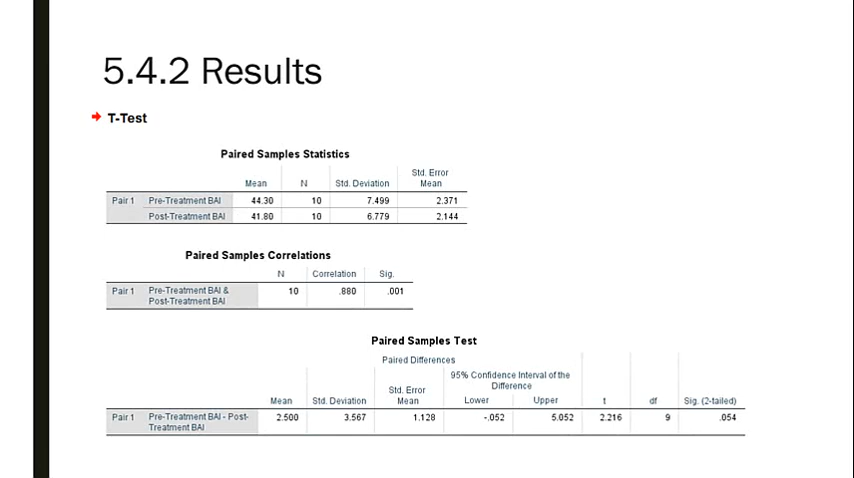 5.4.2 Results
T-Test
Paired Samples Statistics
Mean N Std. Deviation Std. Error Mean
Pair 1 Pre-Treatment BAI 44.30 10 7.499 2.371
Post-Treatment BAI 41.80 10 6.779 2.144
Paired Samples Correlations
N Correlation Sig.
Pair 1 Pre-Treatment BAI & 10 .880 .001
Post-Treatment BAI
Paired Samples Test
Paired Differences
95% Confidence Interval of the
Difference
Mean Std. Deviation Std. Error Mean Lower Upper t df Sig. (2-tailed)
Pair 1 Pre-Treatment BAI - Post- 2.500 3.567 1.128 -.052 5.052 2.216 9 .054
Treatment BAI